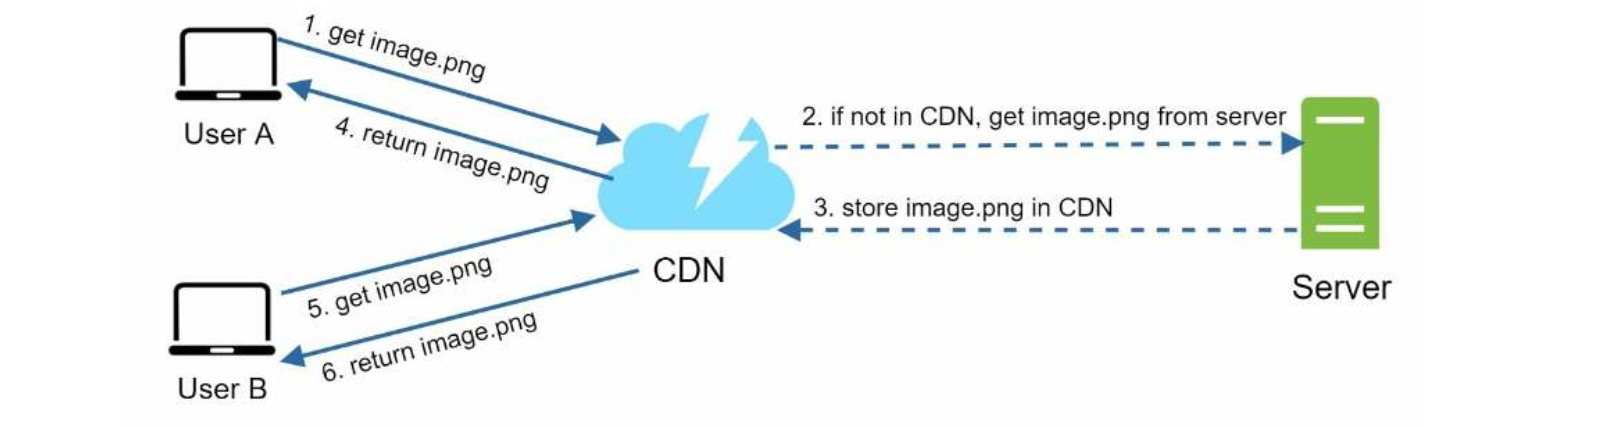 1. get image.png
User A
4. return image.png
2. if not in CDN, get image.png from server
3. store image.png in CDN
CDN
Server
5. get image.png
6. return image.png
User B